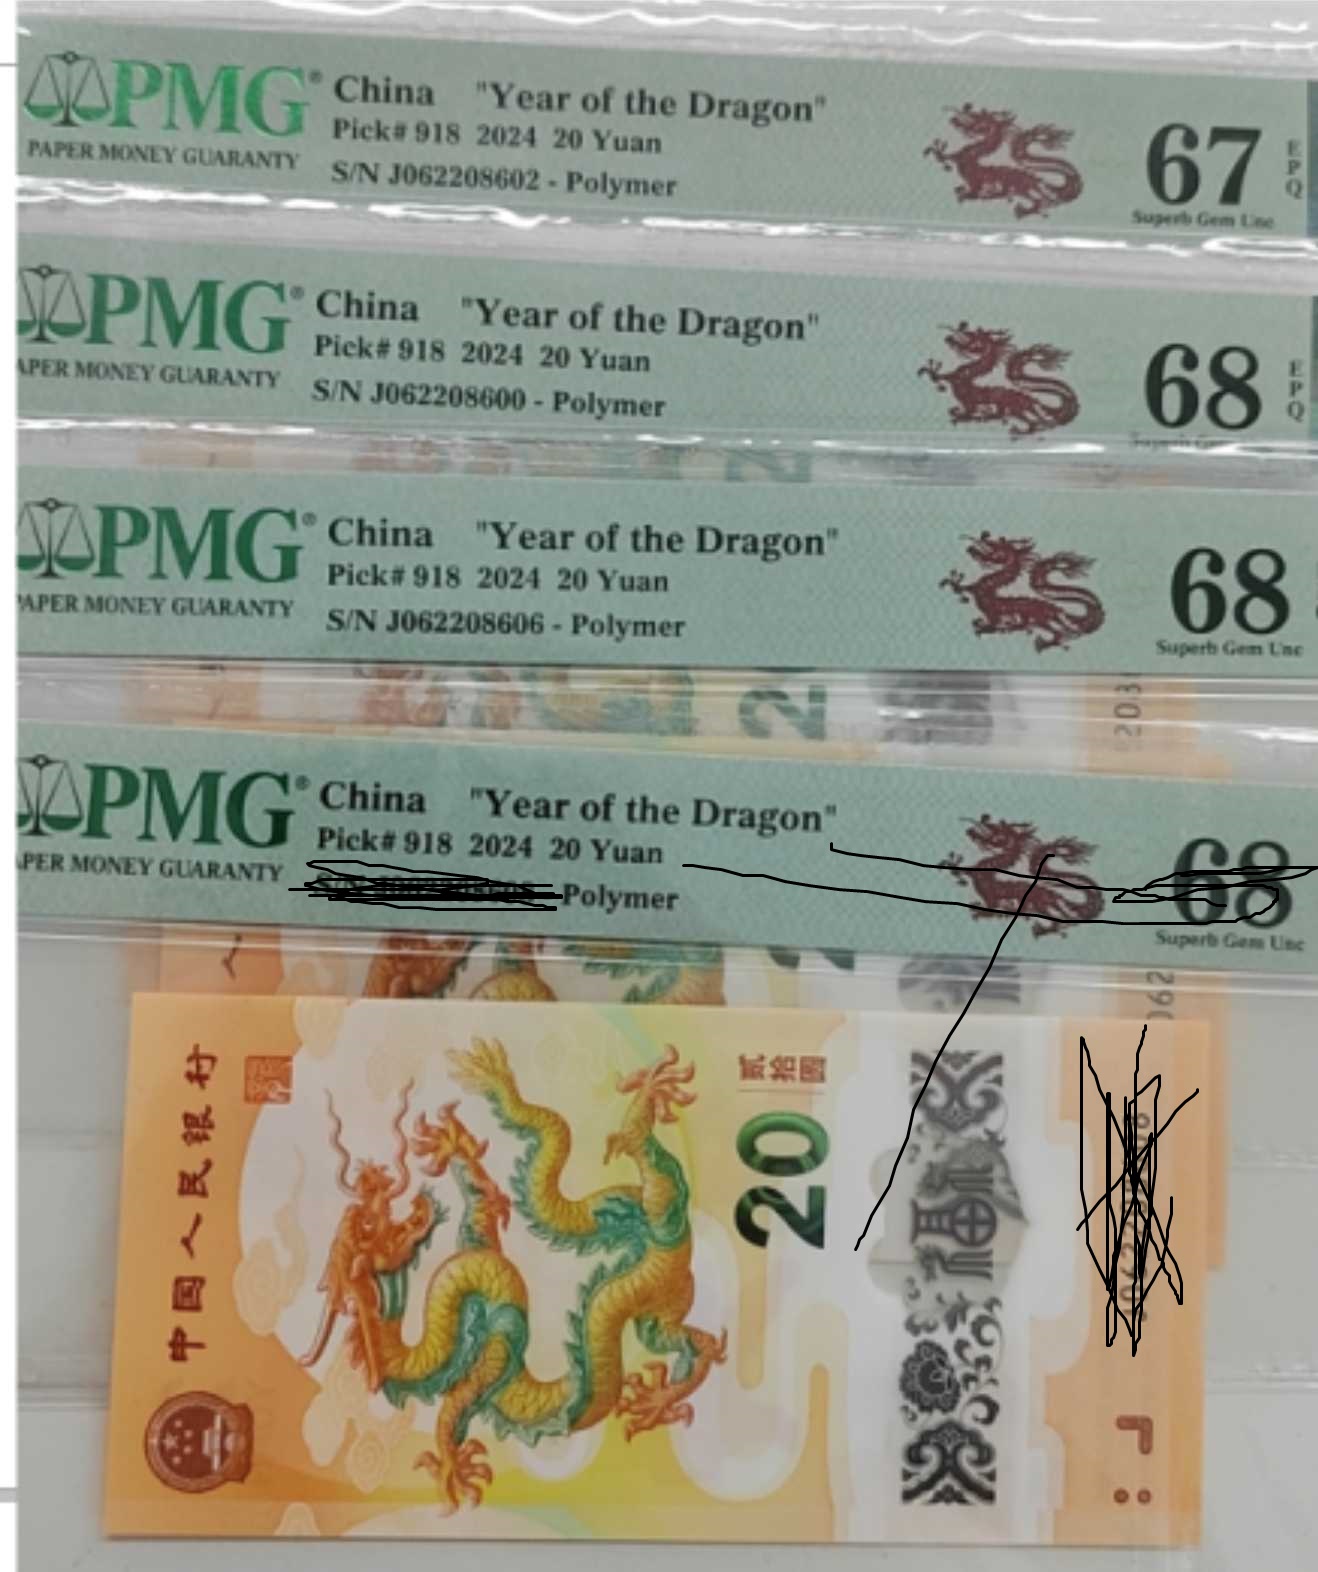 PMG® China "Year of the Dragon"
Pick# 918 2024 20 Yuan
PAPER MONEY GUARANTY
S/N J062208602 - Polymer
67
EPQ
Superb Gem Unc
PMG® China "Year of the Dragon"
Pick# 918 2024 20 Yuan
APER MONEY GUARANTY
S/N J062208600 - Polymer
68
EPQ
PMG® China "Year of the Dragon"
Pick# 918 2024 20 Yuan
PAPER MONEY GUARANTY
S/N J062208606 - Polymer
68
Superb Gem Unc
PMG® China "Year of the Dragon"
Pick# 918 2024 20 Yuan
PER MONEY GUARANTY
Polymer
68
Superb Gem Unc
062
中国人民银行
贰拾圆
20